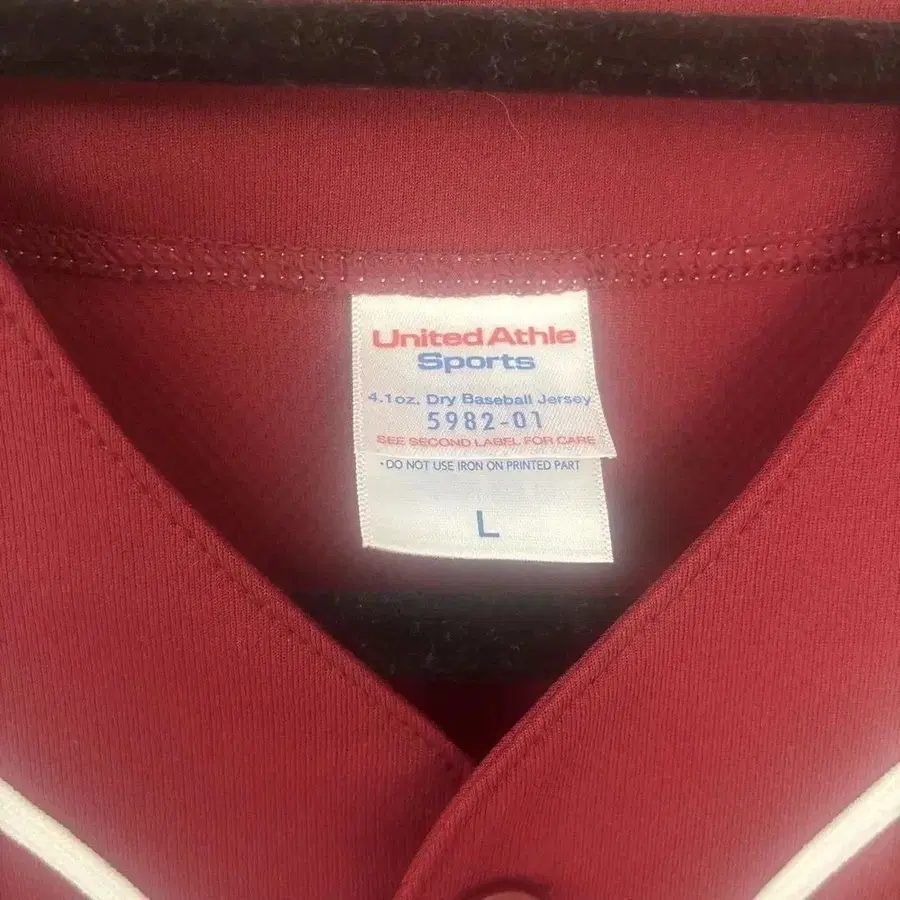 United Athle
Sports
4.1oz. Dry Baseball Jersey
5982-01
SEE SECOND LABEL FOR CARE
・DO NOT USE IRON ON PRINTED PART
L